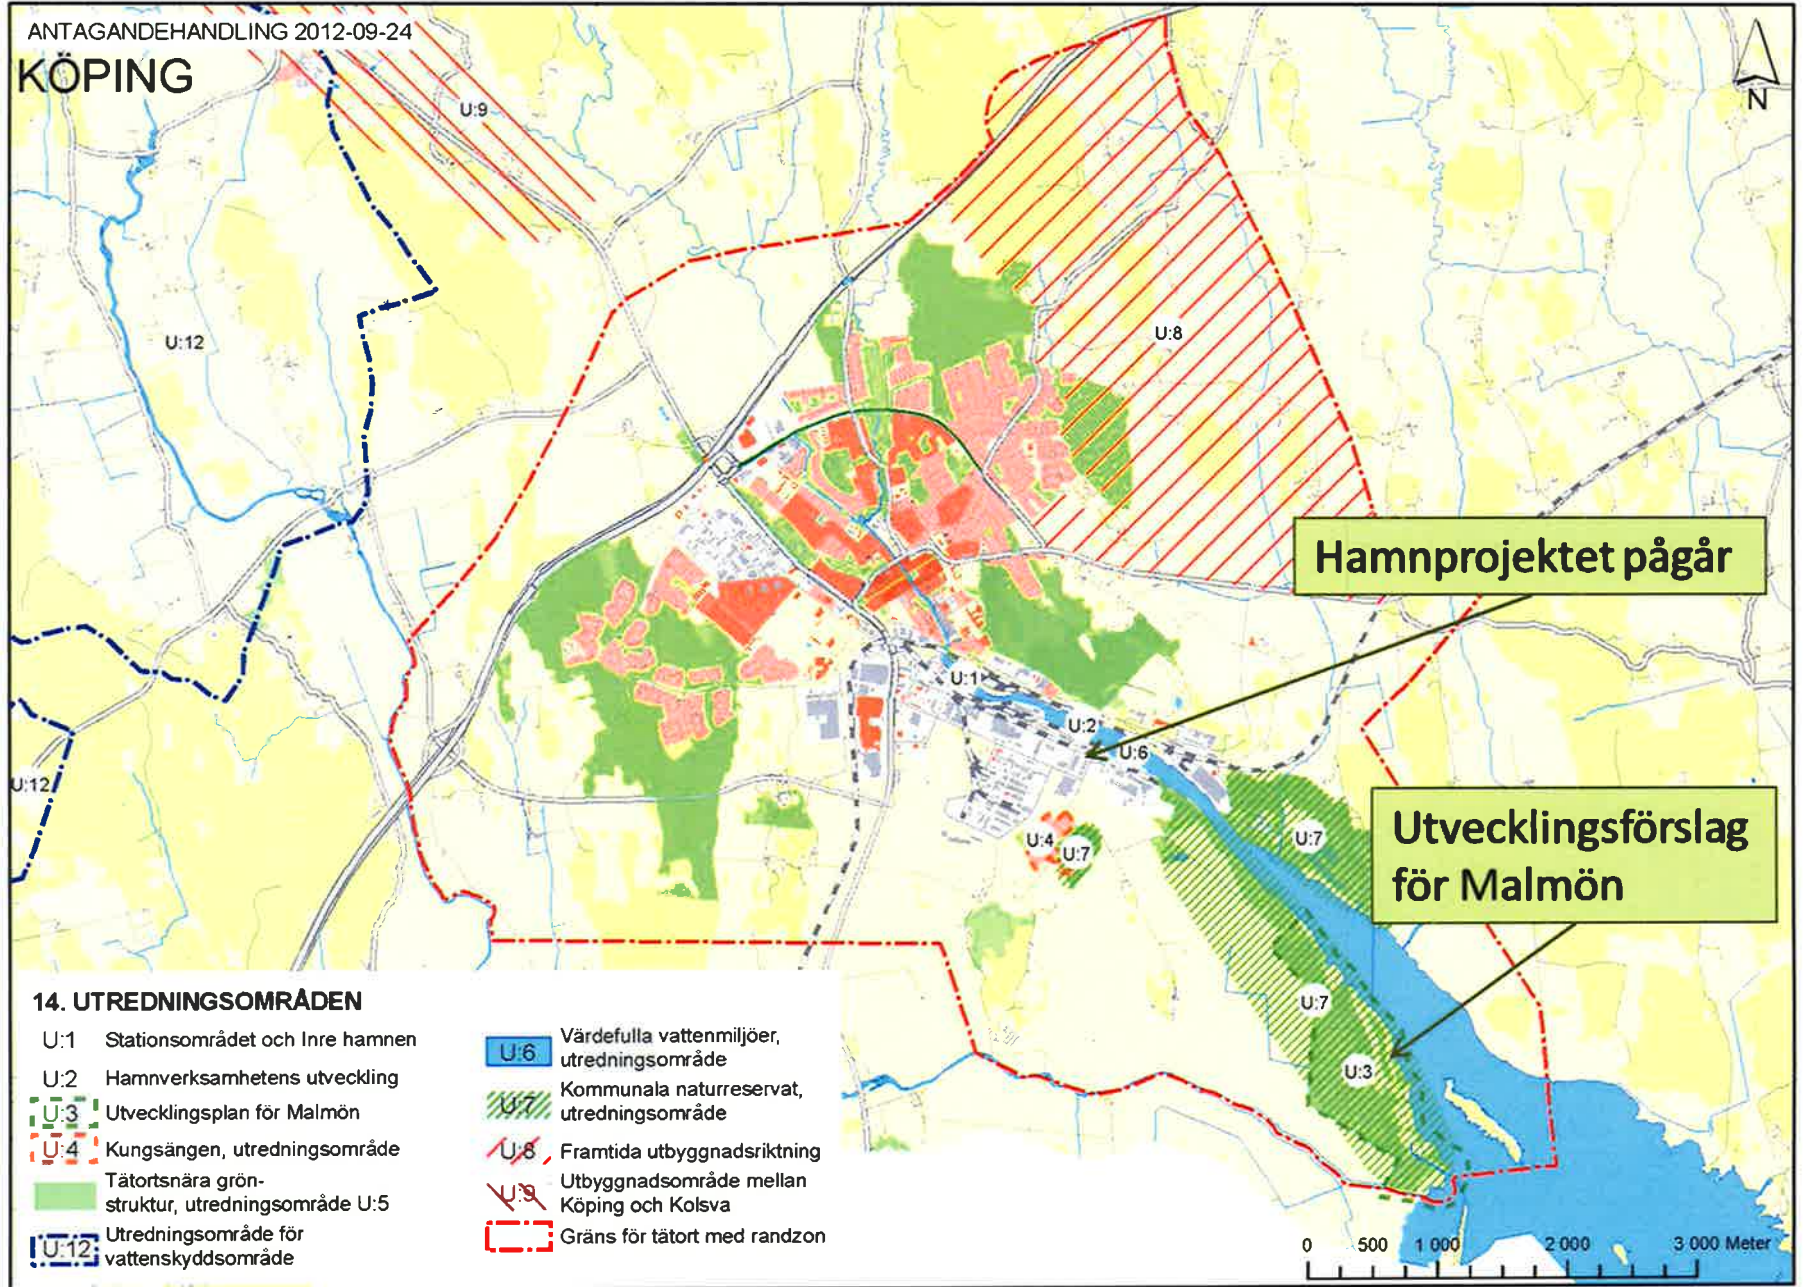 ANTAGANDEHANDLING 2012-09-24
KÖPING
N
U:9
U:12
U:8
Hamnprojektet pågår
U:1
U:2
U:6
U:12
U:4
U:7
U:7
Utvecklingsförslag
för Malmön
U:7
U:3
14. UTREDNINGSOMRÅDEN
U:1 Stationsområdet och Inre hamnen
U:2 Hamnverksamhetens utveckling
U:3 Utvecklingsplan för Malmön
U:4 Kungsängen, utredningsområde
Tätortsnära grön-
struktur, utredningsområde U:5
U:12 Utredningsområde för
vattenskyddsområde
U:6 Värdefulla vattenmiljöer,
utredningsområde
U:7 Kommunala naturreservat,
utredningsområde
U:8 Framtida utbyggnadsriktning
U:9 Utbyggnadsområde mellan
Köping och Kolsva
Gräns för tätort med randzon
0 500 1 000 2 000 3 000 Meter